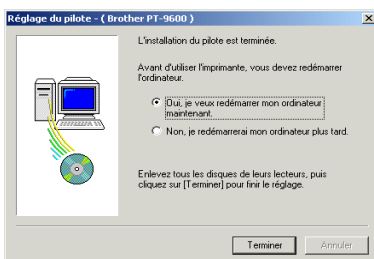 Réglage du pilote - ( Brother PT-9600 )
L'installation du pilote est terminée.
Avant d'utiliser l'imprimante, vous devez redémarrer
l'ordinateur.
Oui, je veux redémarrer mon ordinateur
maintenant.
Non, je redémarrerai mon ordinateur plus tard.
Enlevez tous les disques de leurs lecteurs, puis
cliquez sur [Terminer] pour finir le réglage.
Terminer
Annuler